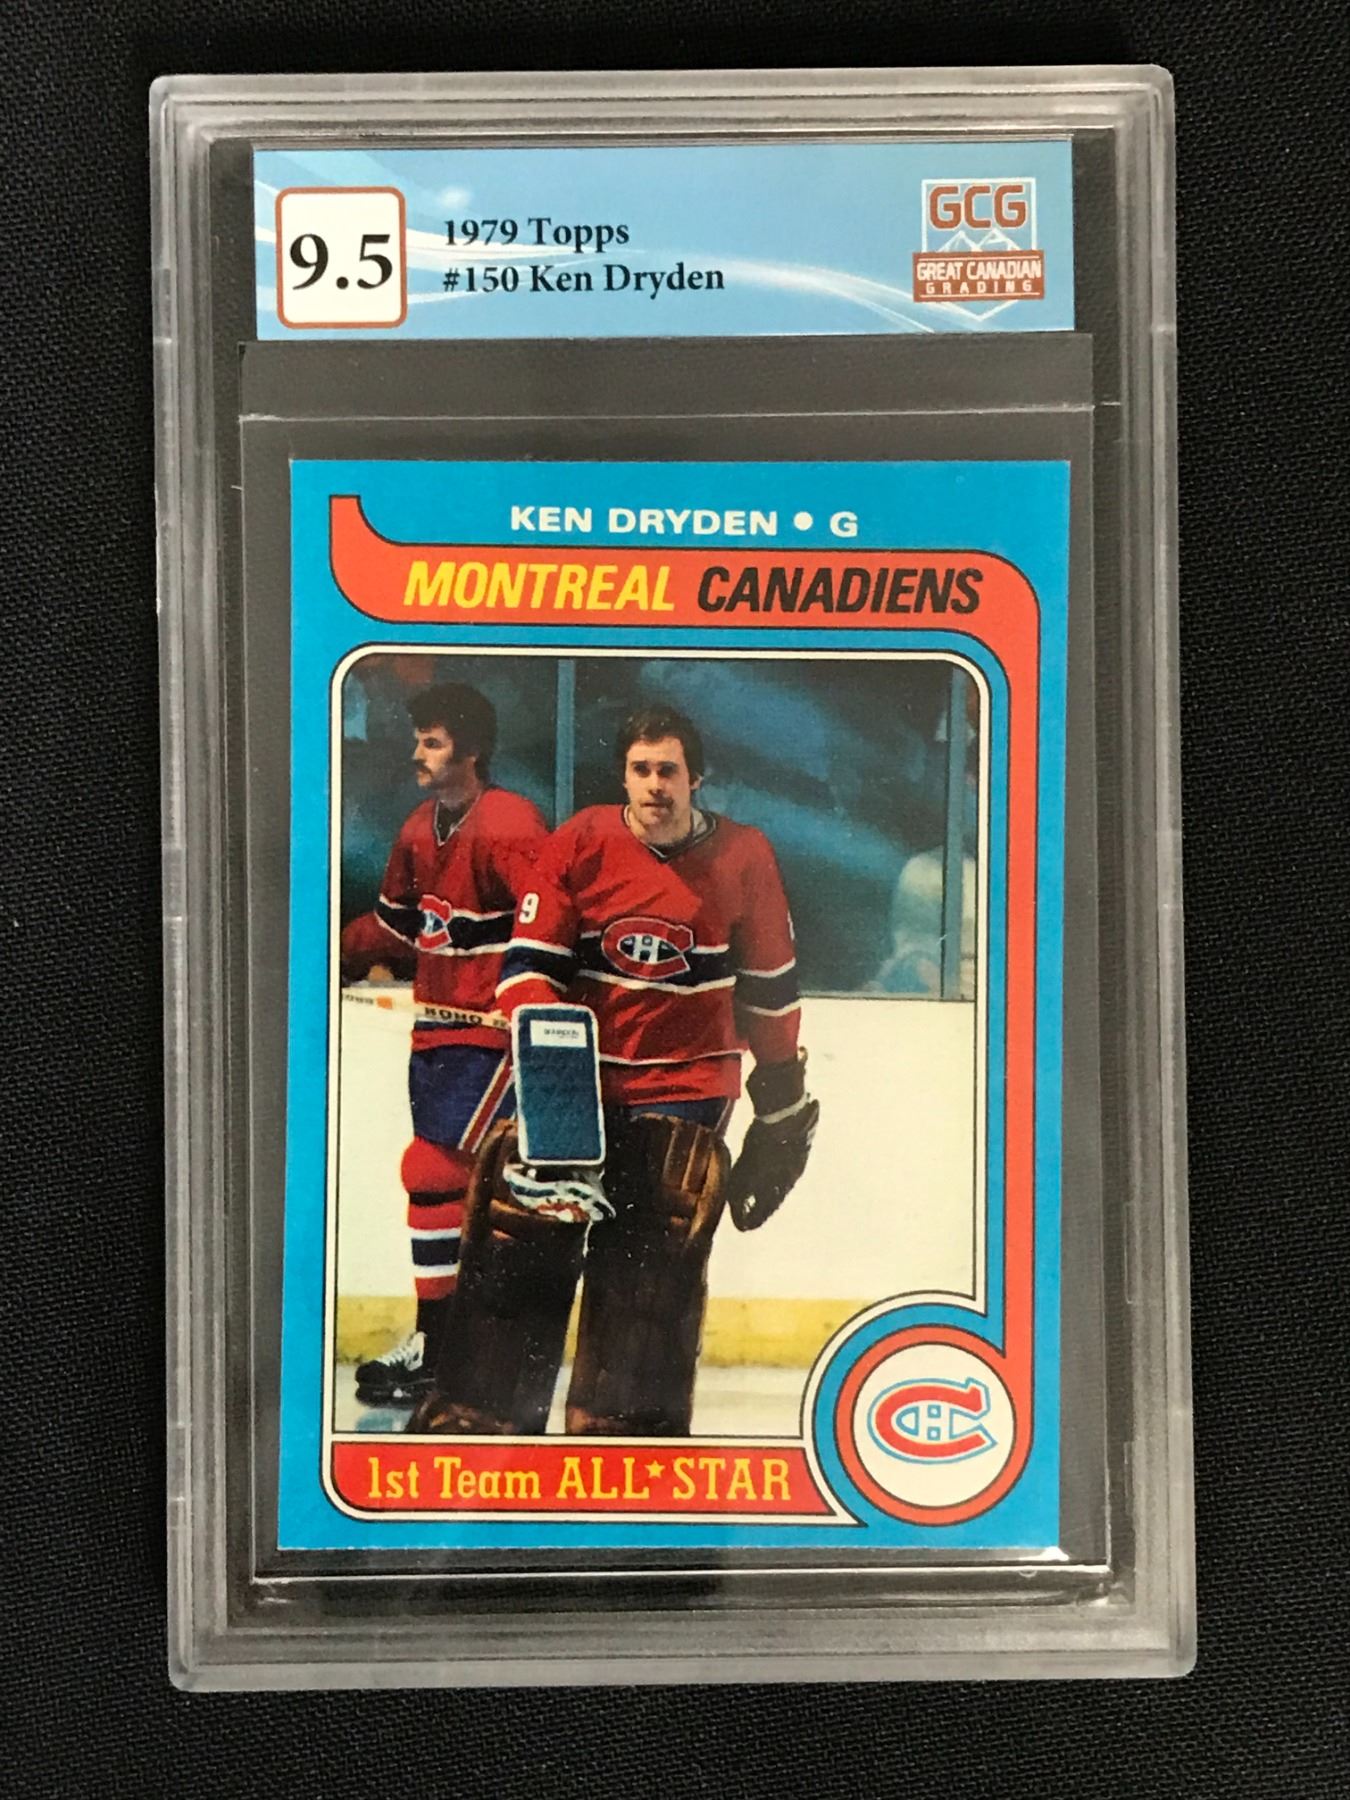 9.5
1979 Topps
#150 Ken Dryden
GCG
GREAT CANADIAN
GRADING
KEN DRYDEN • G
MONTREAL CANADIENS
9
KOHO
1st Team ALL★STAR